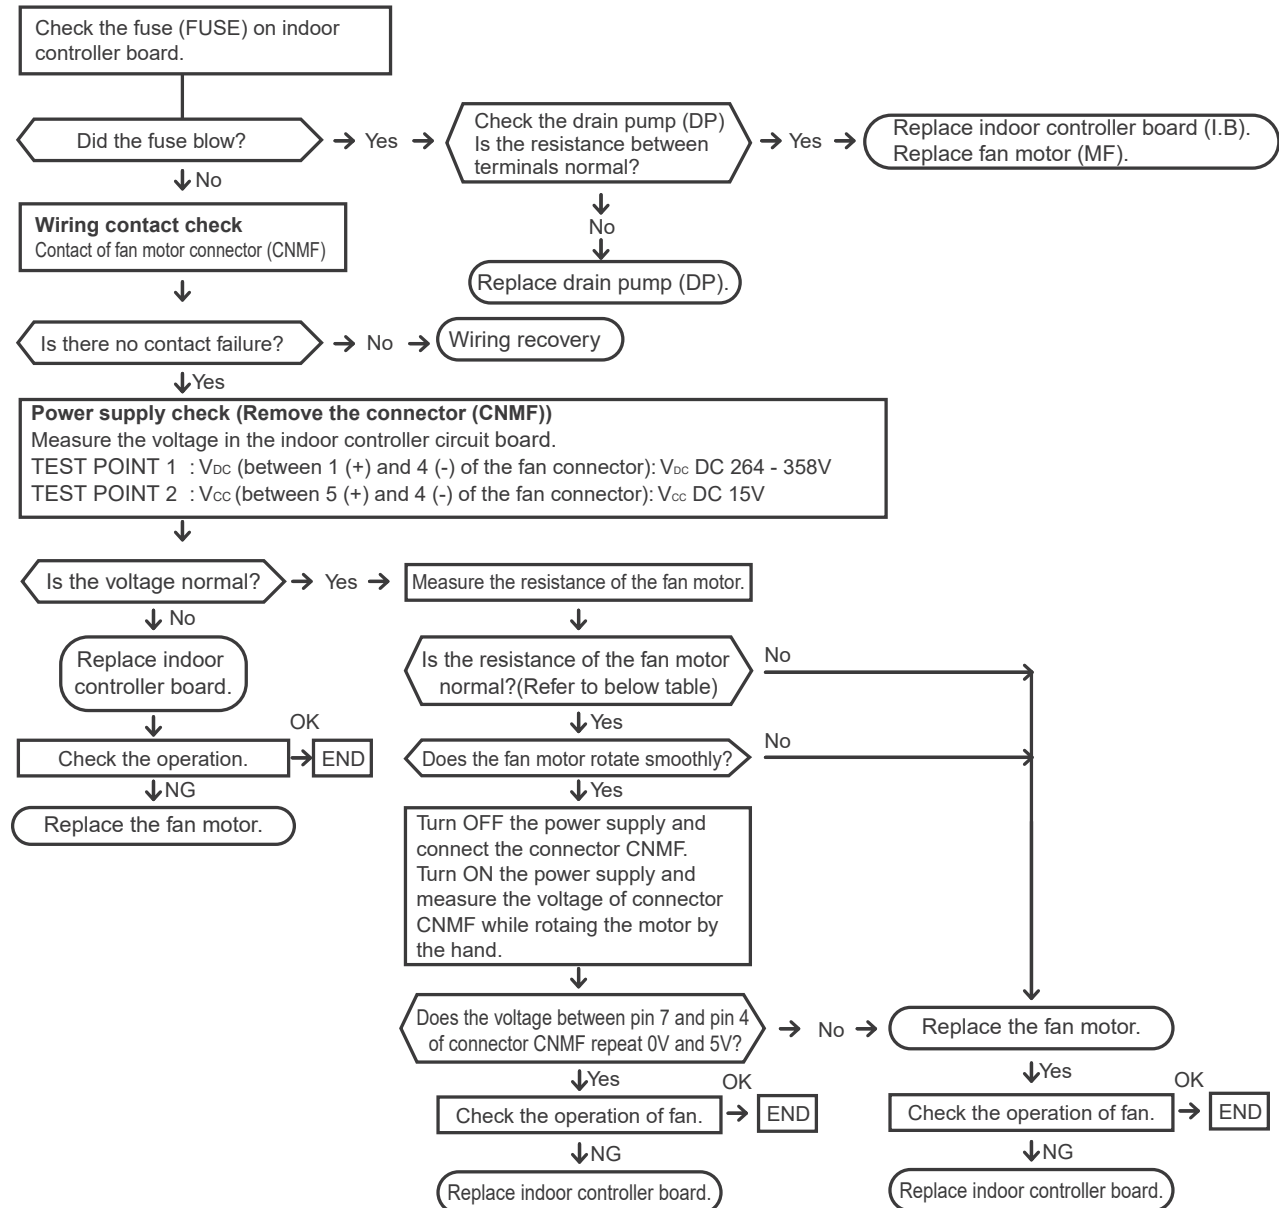 Check the fuse (FUSE) on indoor
controller board.
Did the fuse blow?
Yes
Check the drain pump (DP)
Is the resistance between
terminals normal?
Yes
Replace indoor controller board (I.B).
Replace fan motor (MF).
No
Wiring contact check
Contact of fan motor connector (CNMF)
No
Replace drain pump (DP).
Is there no contact failure?
No
Wiring recovery
Yes
Power supply check (Remove the connector (CNMF))
Measure the voltage in the indoor controller circuit board.
TEST POINT 1 : VDC (between 1 (+) and 4 (-) of the fan connector): VDC DC 264 - 358V
TEST POINT 2 : VCC (between 5 (+) and 4 (-) of the fan connector): VCC DC 15V
Is the voltage normal?
Yes
Measure the resistance of the fan motor.
No
Replace indoor
controller board.
OK
Check the operation.
END
NG
Replace the fan motor.
Is the resistance of the fan motor
normal?(Refer to below table)
No
Yes
Does the fan motor rotate smoothly?
No
Yes
Turn OFF the power supply and
connect the connector CNMF.
Turn ON the power supply and
measure the voltage of connector
CNMF while rotaing the motor by
the hand.
Does the voltage between pin 7 and pin 4
of connector CNMF repeat 0V and 5V?
No
Replace the fan motor.
Yes
OK
Check the operation of fan.
END
NG
Replace indoor controller board.
Yes
OK
Check the operation of fan.
END
NG
Replace indoor controller board.